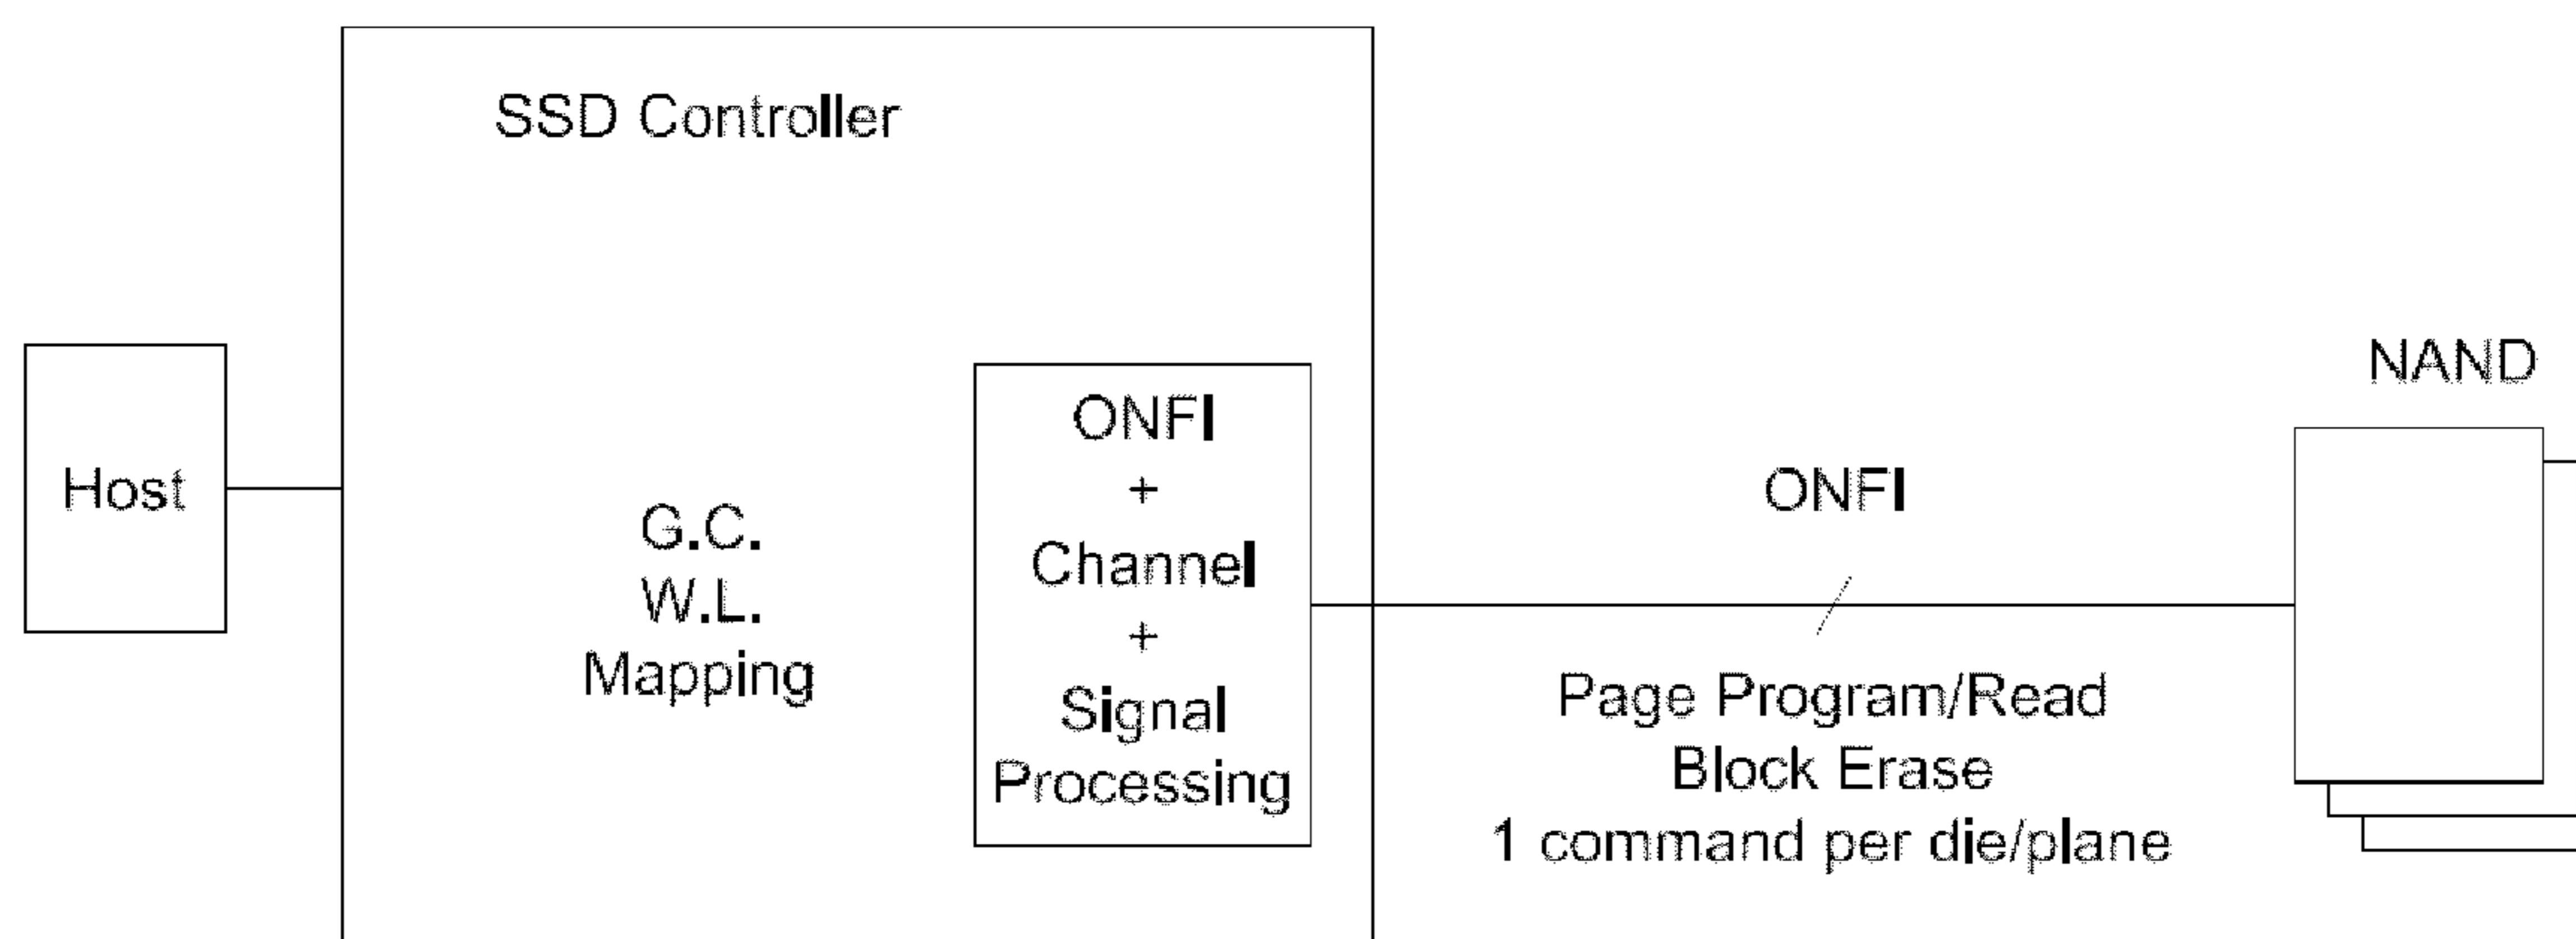 SSD Controller
Host
G.C.
W.L.
Mapping
ONFI
+
Channel
+
Signal
Processing
ONFI
Page Program/Read
Block Erase
1 command per die/plane
NAND